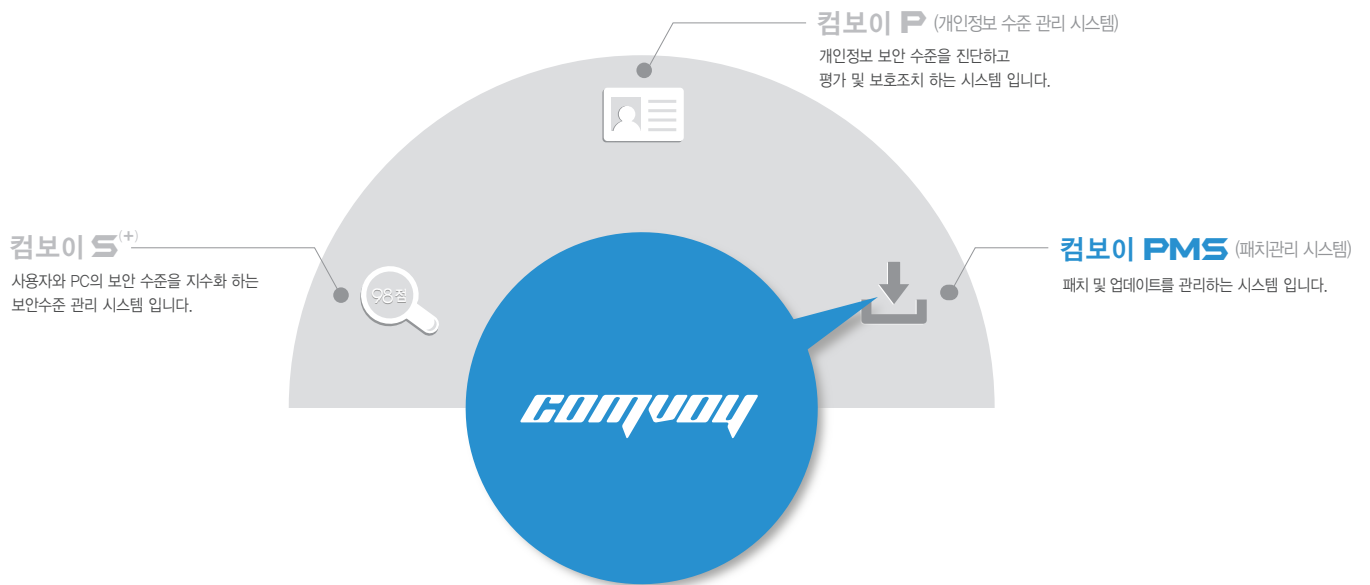 컴보이 P (개인정보 수준 관리 시스템)
개인정보 보안 수준을 진단하고
평가 및 보호조치 하는 시스템 입니다.
컴보이 S(+)
사용자와 PC의 보안 수준을 지수화 하는
보안수준 관리 시스템 입니다.
98점
컴보이 PMS (패치관리 시스템)
패치 및 업데이트를 관리하는 시스템 입니다.
comvoy